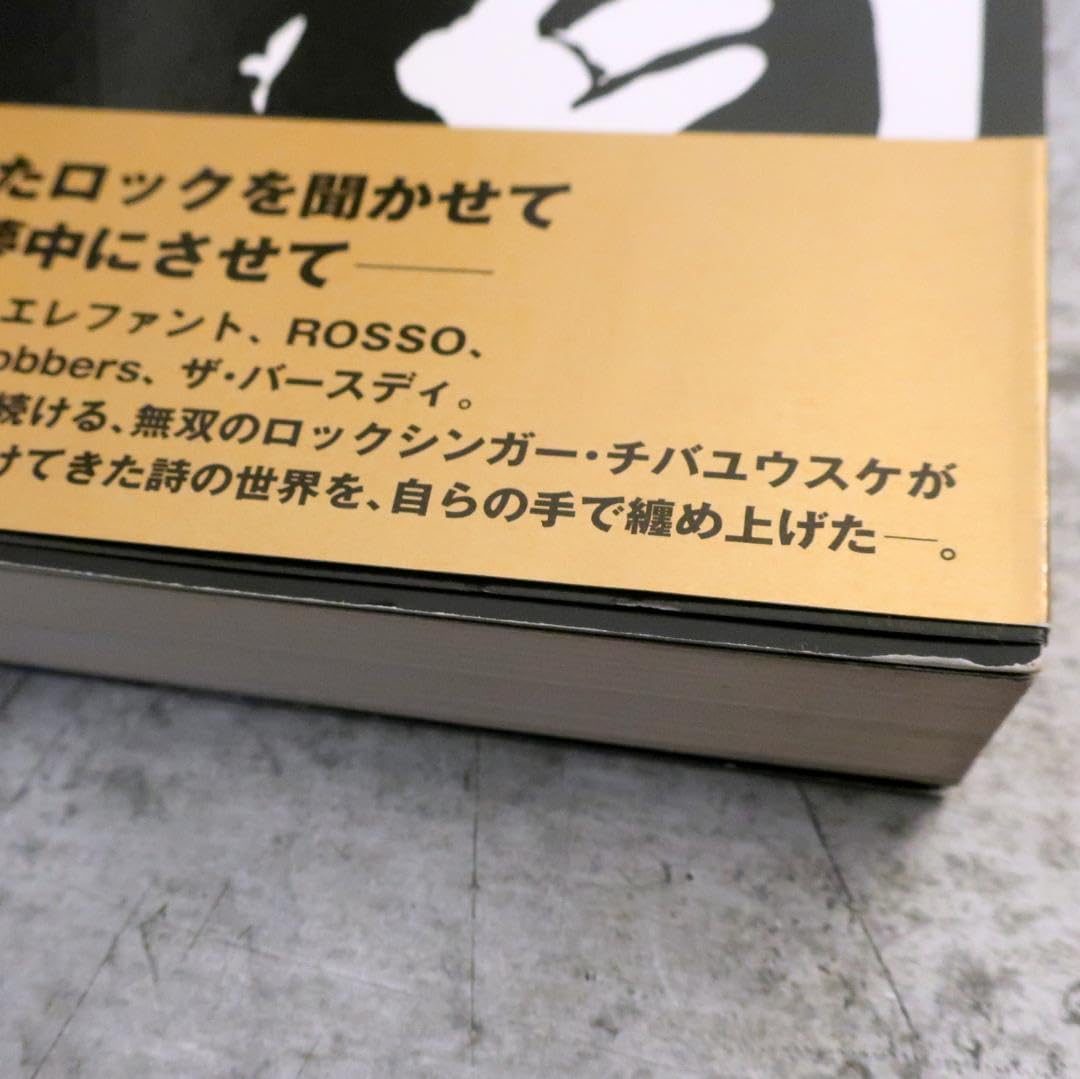 たロックを聞かせて
夢中にさせて——
エレファント、ROSSO、
obbers、ザ・バースディ。
続ける、無双のロックシンガー・チバユウスケが
けてきた詩の世界を、自らの手で纏め上げた—。